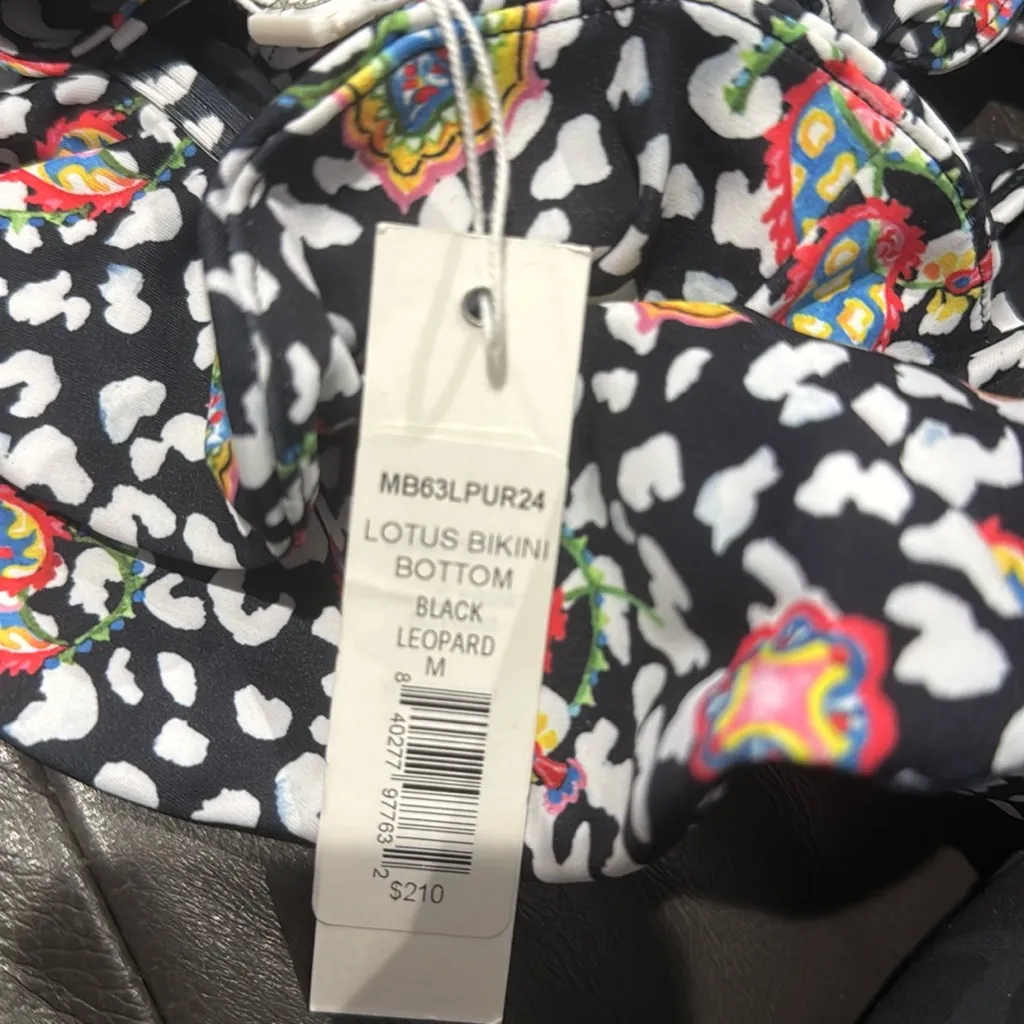 MB63LPUR24
LOTUS BIKINI
BOTTOM
BLACK
LEOPARD
M
8 40277 97763 2
$210